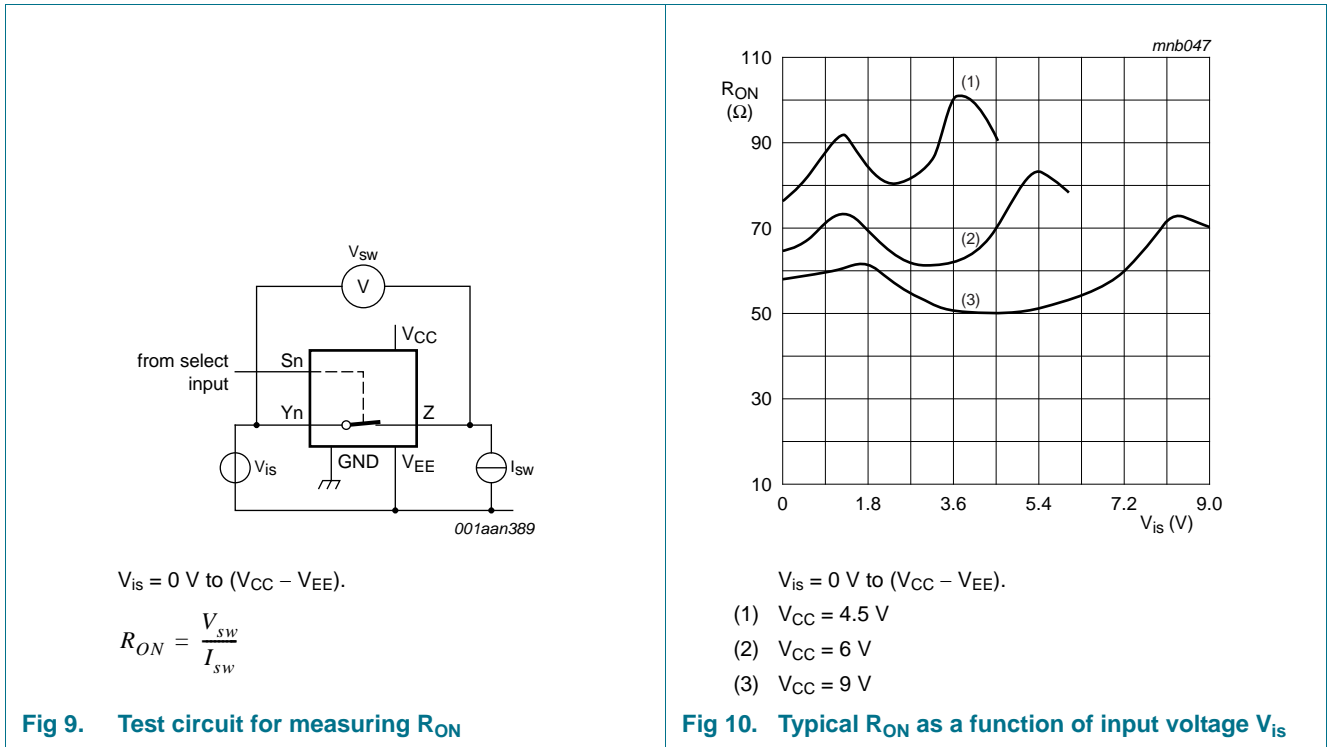 Vsw
V
VCC
from select
input
Sn
Yn
Z
Vis
GND
VEE
Isw
001aan389
Vis = 0 V to (VCC − VEE).
RON = Vsw / Isw
Fig 9. Test circuit for measuring RON
mnb047
110
RON
(Ω)
90
70
50
30
10
(1)
(2)
(3)
0 1.8 3.6 5.4 7.2 9.0
Vis (V)
Vis = 0 V to (VCC − VEE).
(1) VCC = 4.5 V
(2) VCC = 6 V
(3) VCC = 9 V
Fig 10. Typical RON as a function of input voltage Vis